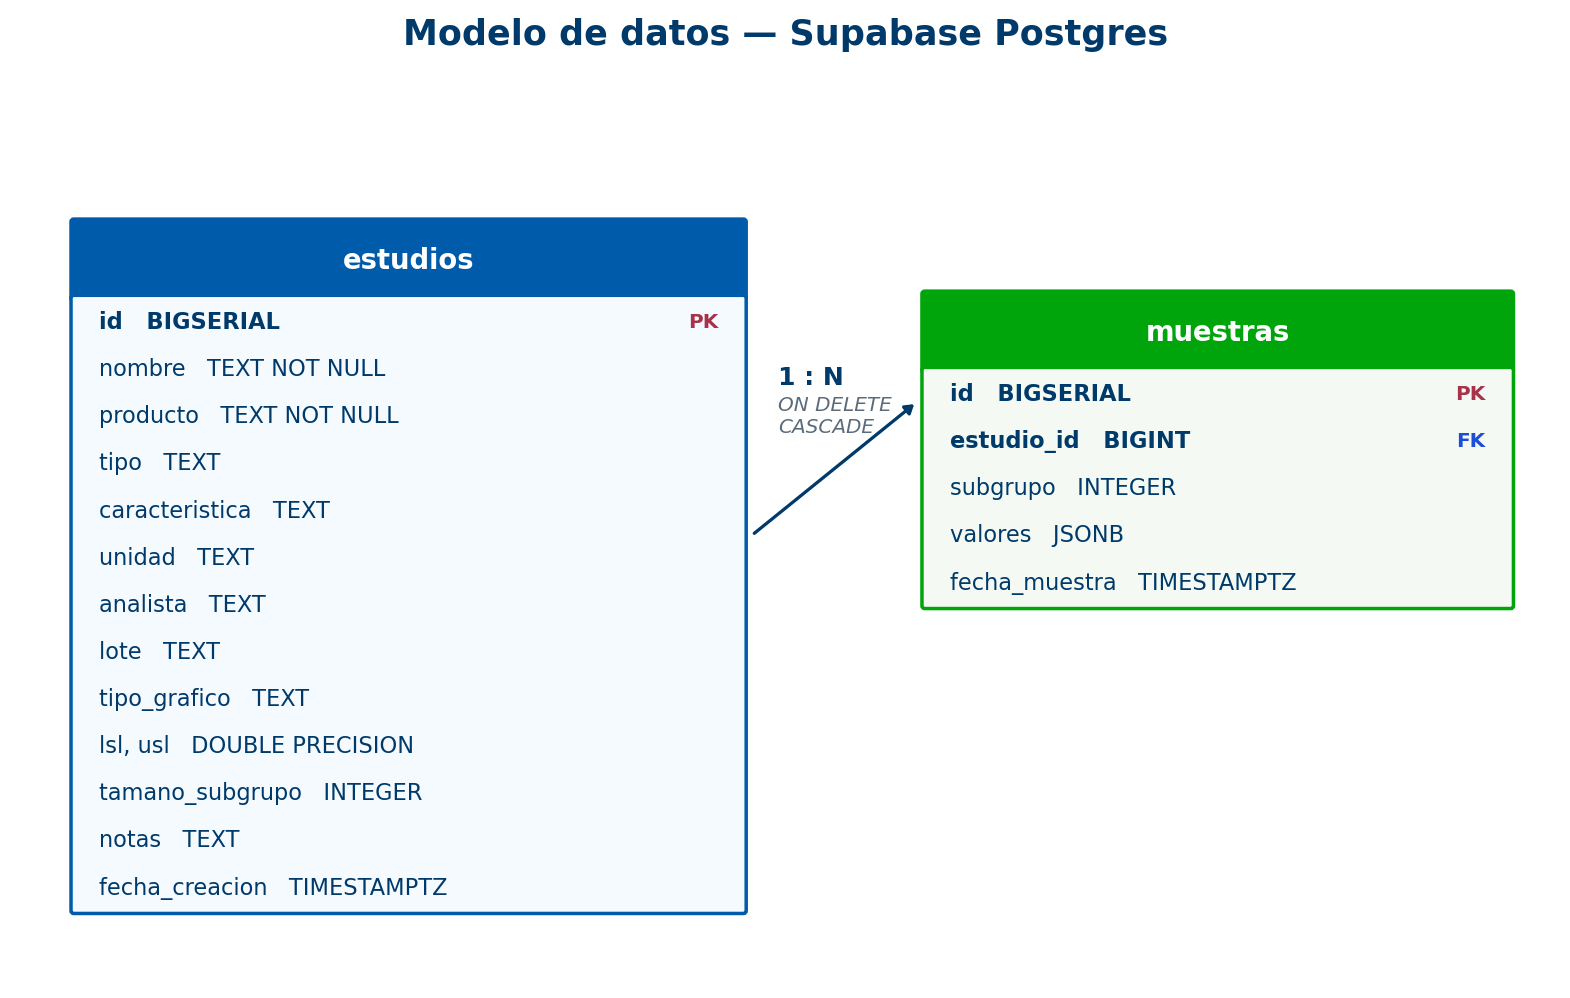 Modelo de datos — Supabase Postgres
estudios
id BIGSERIAL PK
nombre TEXT NOT NULL
producto TEXT NOT NULL
tipo TEXT
caracteristica TEXT
unidad TEXT
analista TEXT
lote TEXT
tipo_grafico TEXT
lsl, usl DOUBLE PRECISION
tamano_subgrupo INTEGER
notas TEXT
fecha_creacion TIMESTAMPTZ
1 : N
ON DELETE
CASCADE
muestras
id BIGSERIAL PK
estudio_id BIGINT FK
subgrupo INTEGER
valores JSONB
fecha_muestra TIMESTAMPTZ